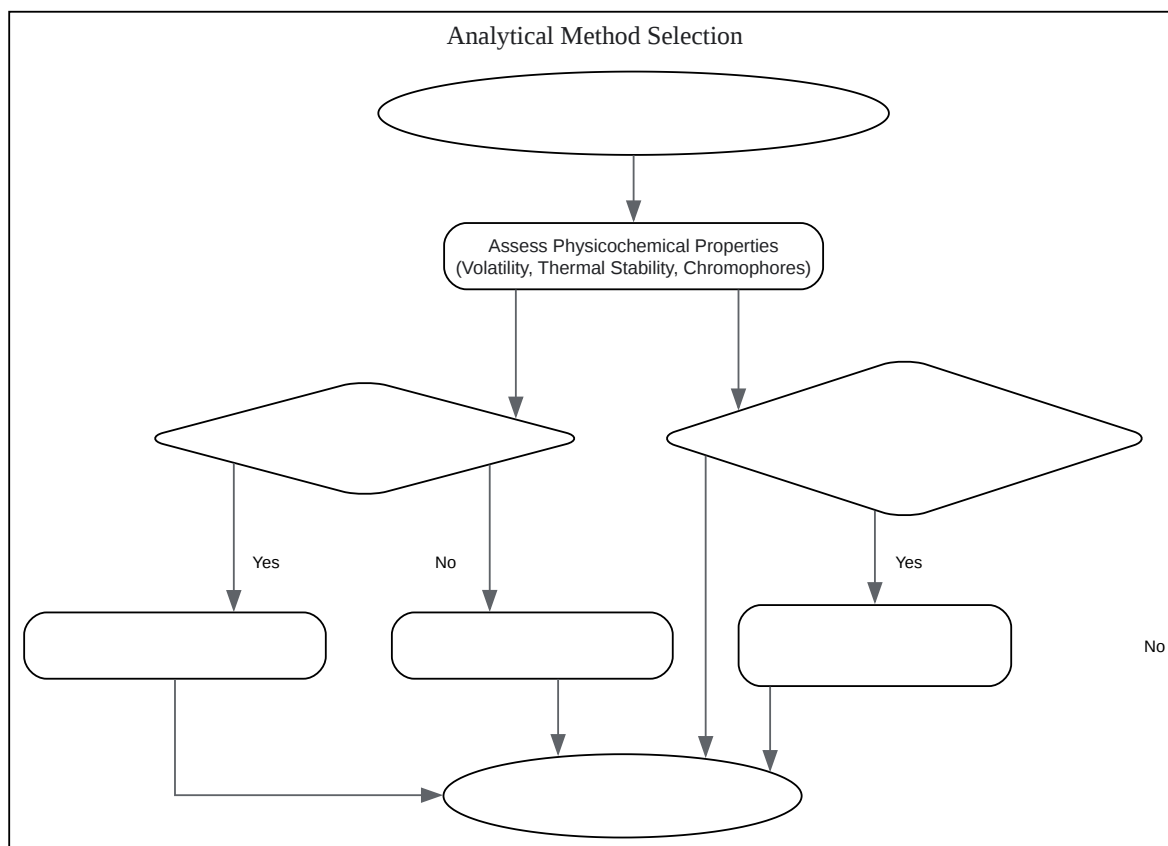 Analytical Method Selection
Assess Physicochemical Properties
(Volatility, Thermal Stability, Chromophores)
Yes
No
Yes
No